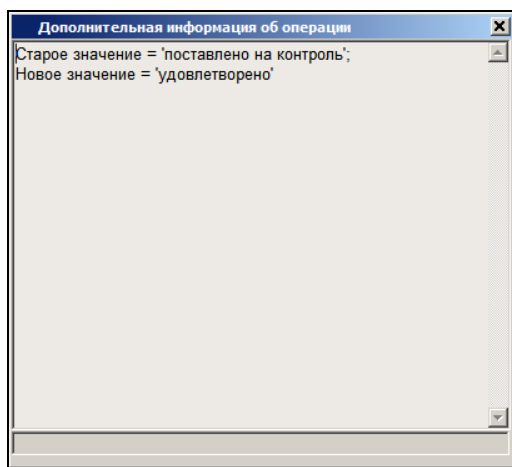 Дополнительная информация об операции
Старое значение = 'поставлено на контроль';
Новое значение = 'удовлетворено'